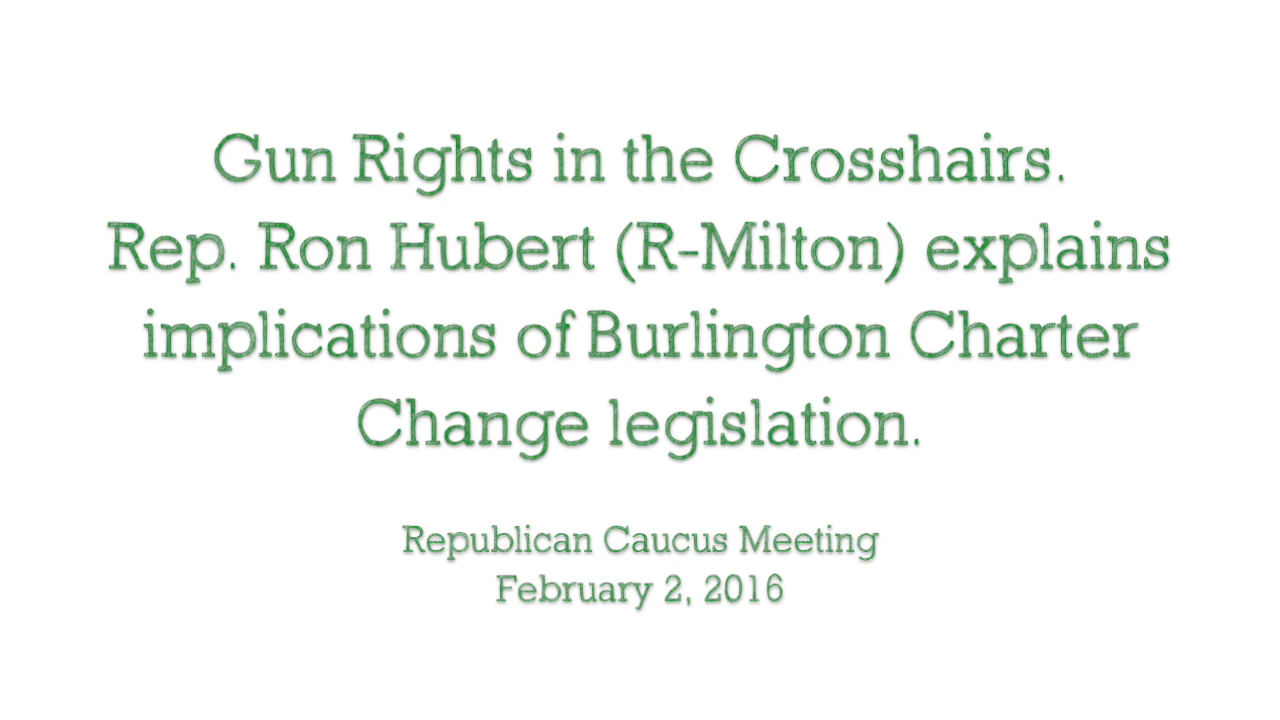 Gun Rights in the Crosshairs.
Rep. Ron Hubert (R-Milton) explains
implications of Burlington Charter
Change legislation.
Republican Caucus Meeting
February 2, 2016